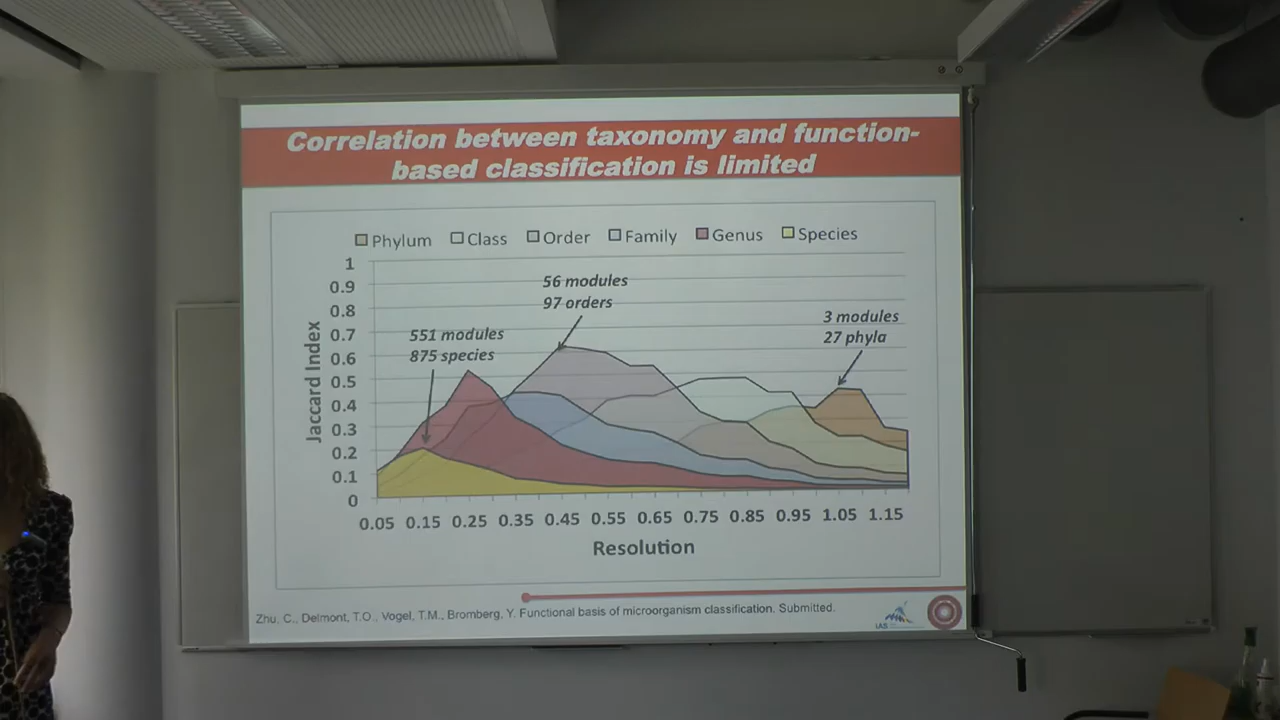 Correlation between taxonomy and function-
based classification is limited
Phylum Class Order Family Genus Species
1
0.9
0.8
0.7
0.6
0.5
0.4
0.3
0.2
0.1
0
Jaccard Index
551 modules
875 species
56 modules
97 orders
3 modules
27 phyla
0.05 0.15 0.25 0.35 0.45 0.55 0.65 0.75 0.85 0.95 1.05 1.15
Resolution
Zhu, C., Delmont, T.O., Vogel, T.M., Bromberg, Y. Functional basis of microorganism classification. Submitted.
IAS